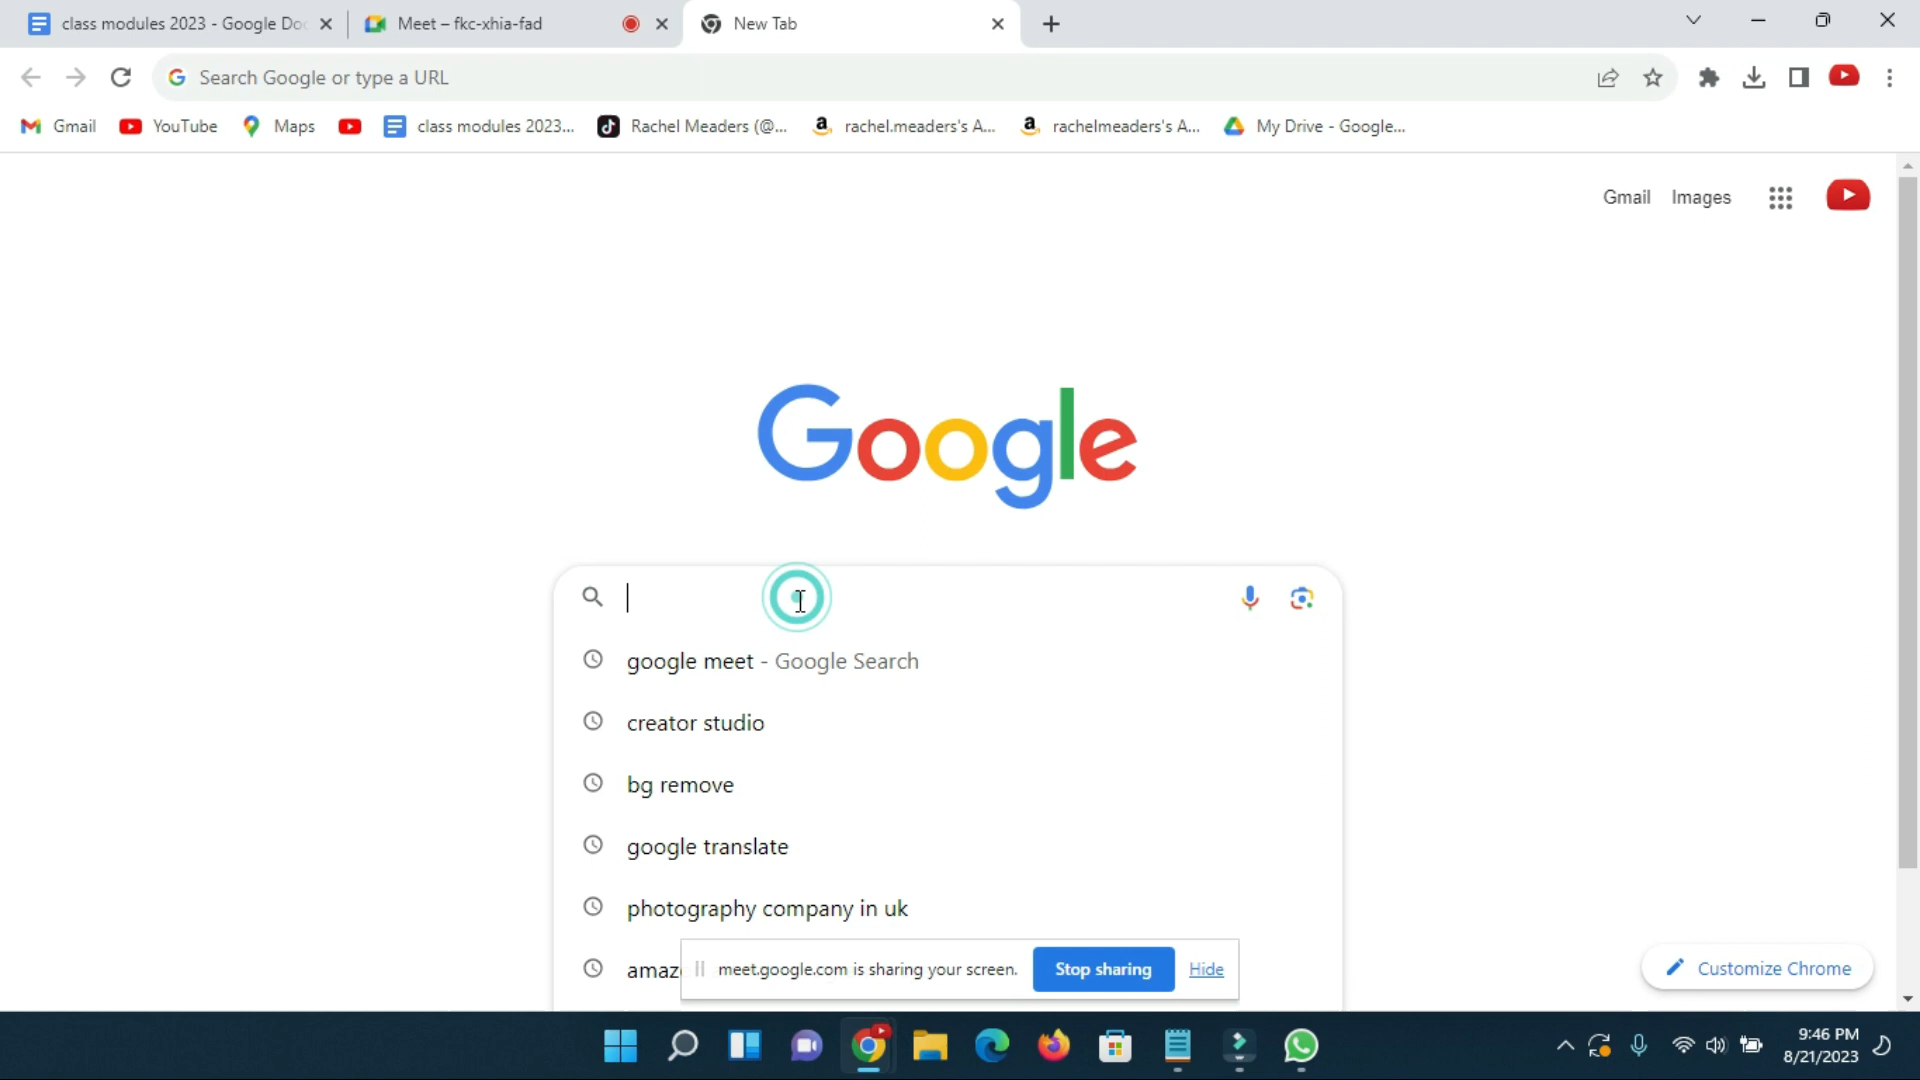 class modules 2023 - Google Doc
Meet – fkc-xhia-fad
New Tab
Search Google or type a URL
Gmail
YouTube
Maps
class modules 2023...
Rachel Meaders (@...
rachel.meaders's A...
rachelmeaders's A...
My Drive - Google...
Gmail
Images
Google
google meet - Google Search
creator studio
bg remove
google translate
photography company in uk
amaz
meet.google.com is sharing your screen.
Stop sharing
Hide
Customize Chrome
9:46 PM
8/21/2023